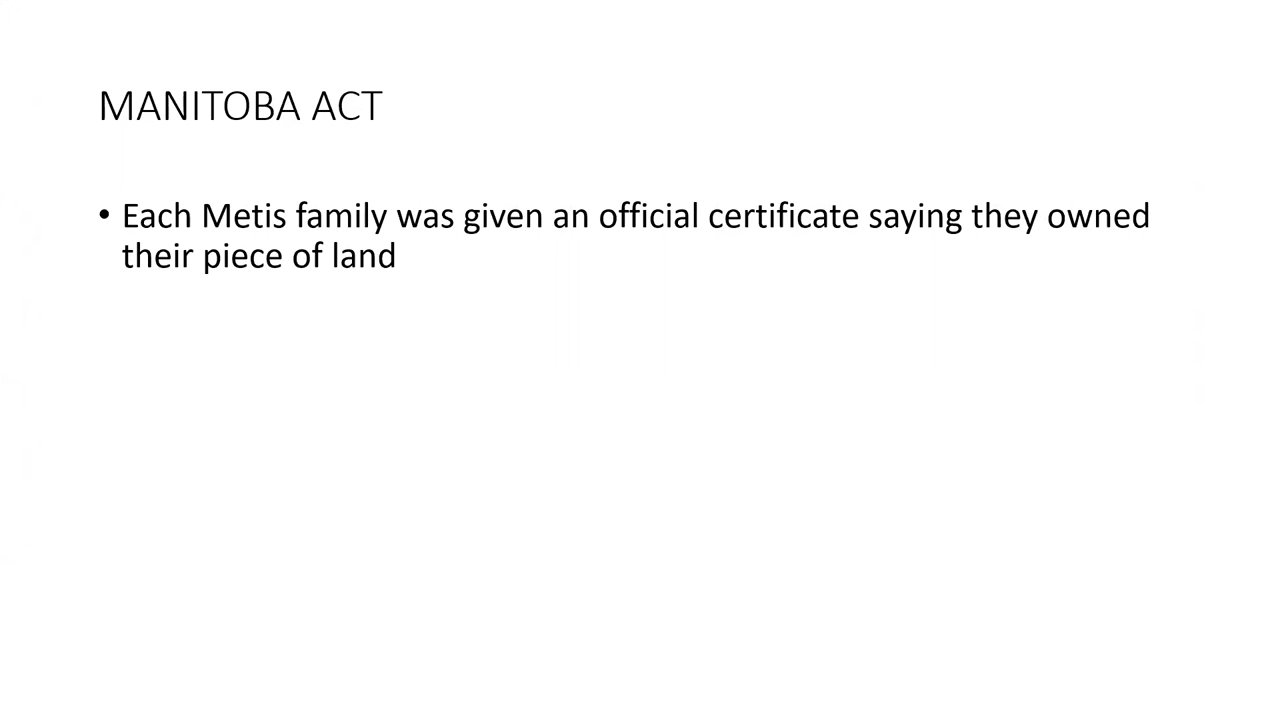 MANITOBA ACT
• Each Metis family was given an official certificate saying they owned
their piece of land